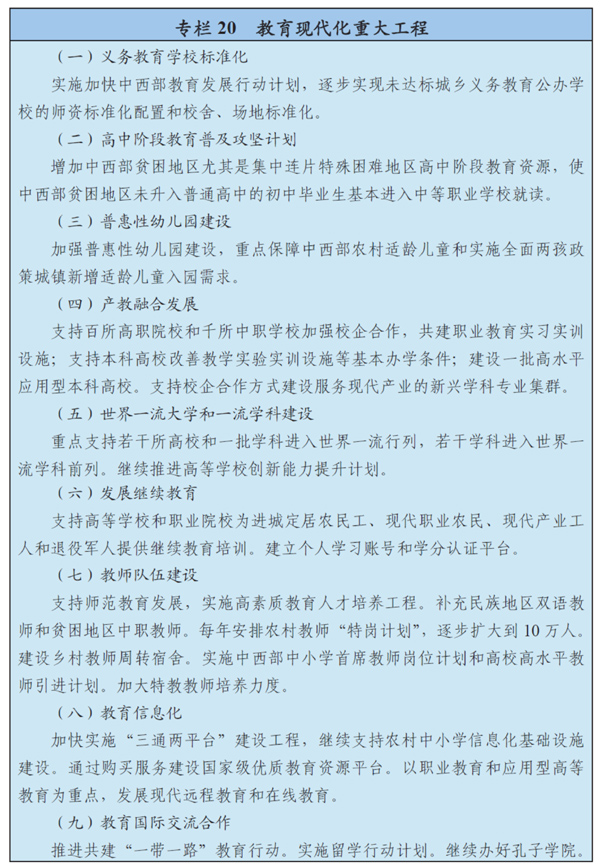 专栏 20 教育现代化重大工程
（一）义务教育学校标准化
实施加快中西部教育发展行动计划，逐步实现未达标城乡义务教育公办学
校的师资标准化配置和校舍、场地标准化。
（二）高中阶段教育普及攻坚计划
增加中西部贫困地区尤其是集中连片特殊困难地区高中阶段教育资源，使
中西部贫困地区未升入普通高中的初中毕业生基本进入中等职业学校就读。
（三）普惠性幼儿园建设
加强普惠性幼儿园建设，重点保障中西部农村适龄儿童和实施全面两孩政
策城镇新增适龄儿童入园需求。
（四）产教融合发展
支持百所高职院校和千所中职学校加强校企合作，共建职业教育实习实训
设施；支持本科高校改善教学实验实训设施等基本办学条件；建设一批高水平
应用型本科高校。支持校企合作方式建设服务现代产业的新兴学科专业集群。
（五）世界一流大学和一流学科建设
重点支持若干所高校和一批学科进入世界一流行列，若干学科进入世界一
流学科前列。继续推进高等学校创新能力提升计划。
（六）发展继续教育
支持高等学校和职业院校为进城定居农民工、现代职业农民、现代产业工
人和退役军人提供继续教育培训。建立个人学习账号和学分认证平台。
（七）教师队伍建设
支持师范教育发展，实施高素质教育人才培养工程。补充民族地区双语教
师和贫困地区中职教师。每年安排农村教师“特岗计划”，逐步扩大到 10 万人。
建设乡村教师周转宿舍。实施中西部中小学首席教师岗位计划和高校高水平教
师引进计划。加大特教教师培养力度。
（八）教育信息化
加快实施“三通两平台”建设工程，继续支持农村中小学信息化基础设施
建设。通过购买服务建设国家级优质教育资源平台。以职业教育和应用型高等
教育为重点，发展现代远程教育和在线教育。
（九）教育国际交流合作
推进共建“一带一路”教育行动。实施留学行动计划。继续办好孔子学院。